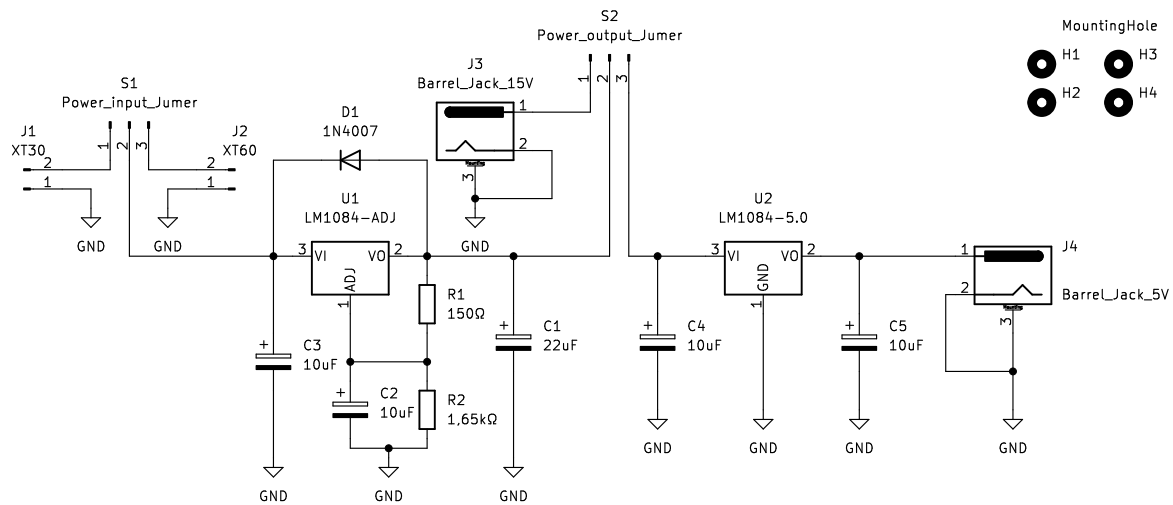 S2
Power_output_Jumer
1
2
3
MountingHole
H1
H3
H2
H4
J3
Barrel_Jack_15V
1
2
3
GND
S1
Power_input_Jumer
1
2
3
J1
XT30
2
1
GND
J2
XT60
2
1
GND
D1
1N4007
U1
LM1084-ADJ
3
VI
VO
2
ADJ
1
R1
150Ω
R2
1,65kΩ
+
C3
10uF
GND
+
C2
10uF
GND
+
C1
22uF
GND
U2
LM1084-5.0
3
VI
VO
2
GND
1
GND
+
C4
10uF
GND
+
C5
10uF
GND
J4
Barrel_Jack_5V
1
2
3
GND